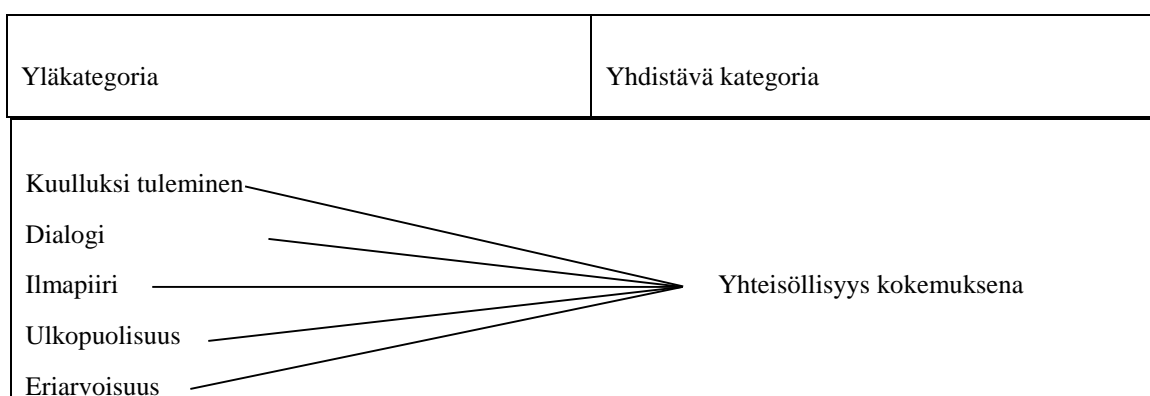 Yläkategoria
Yhdistävä kategoria
Kuulluksi tuleminen
Dialogi
Ilmapiiri
Yhteisöllisyys kokemuksena
Ulkopuolisuus
Eriarvoisuus